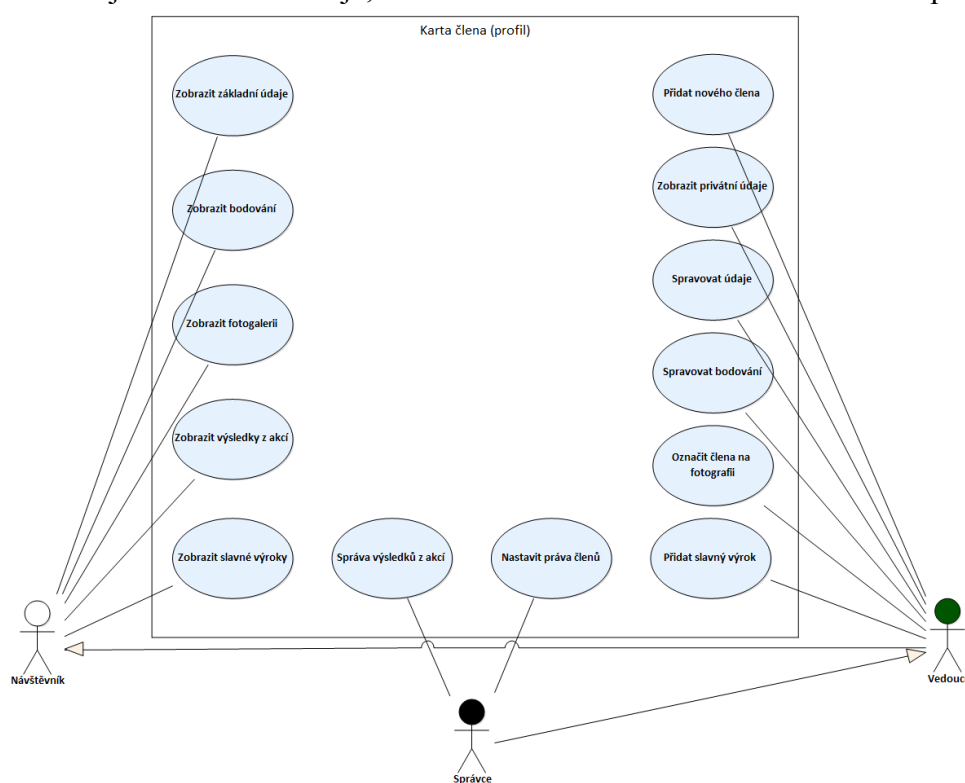 Karta člena (profil)
Zobrazit základní údaje
Přidat nového člena
Zobrazit bodování
Zobrazit privátní údaje
Spravovat údaje
Zobrazit fotogalerii
Spravovat bodování
Zobrazit výsledky z akcí
Označit člena na
fotografii
Zobrazit slavné výroky
Správa výsledků z akcí
Nastavit práva členů
Přidat slavný výrok
Návštěvník
Vedouc
Správce